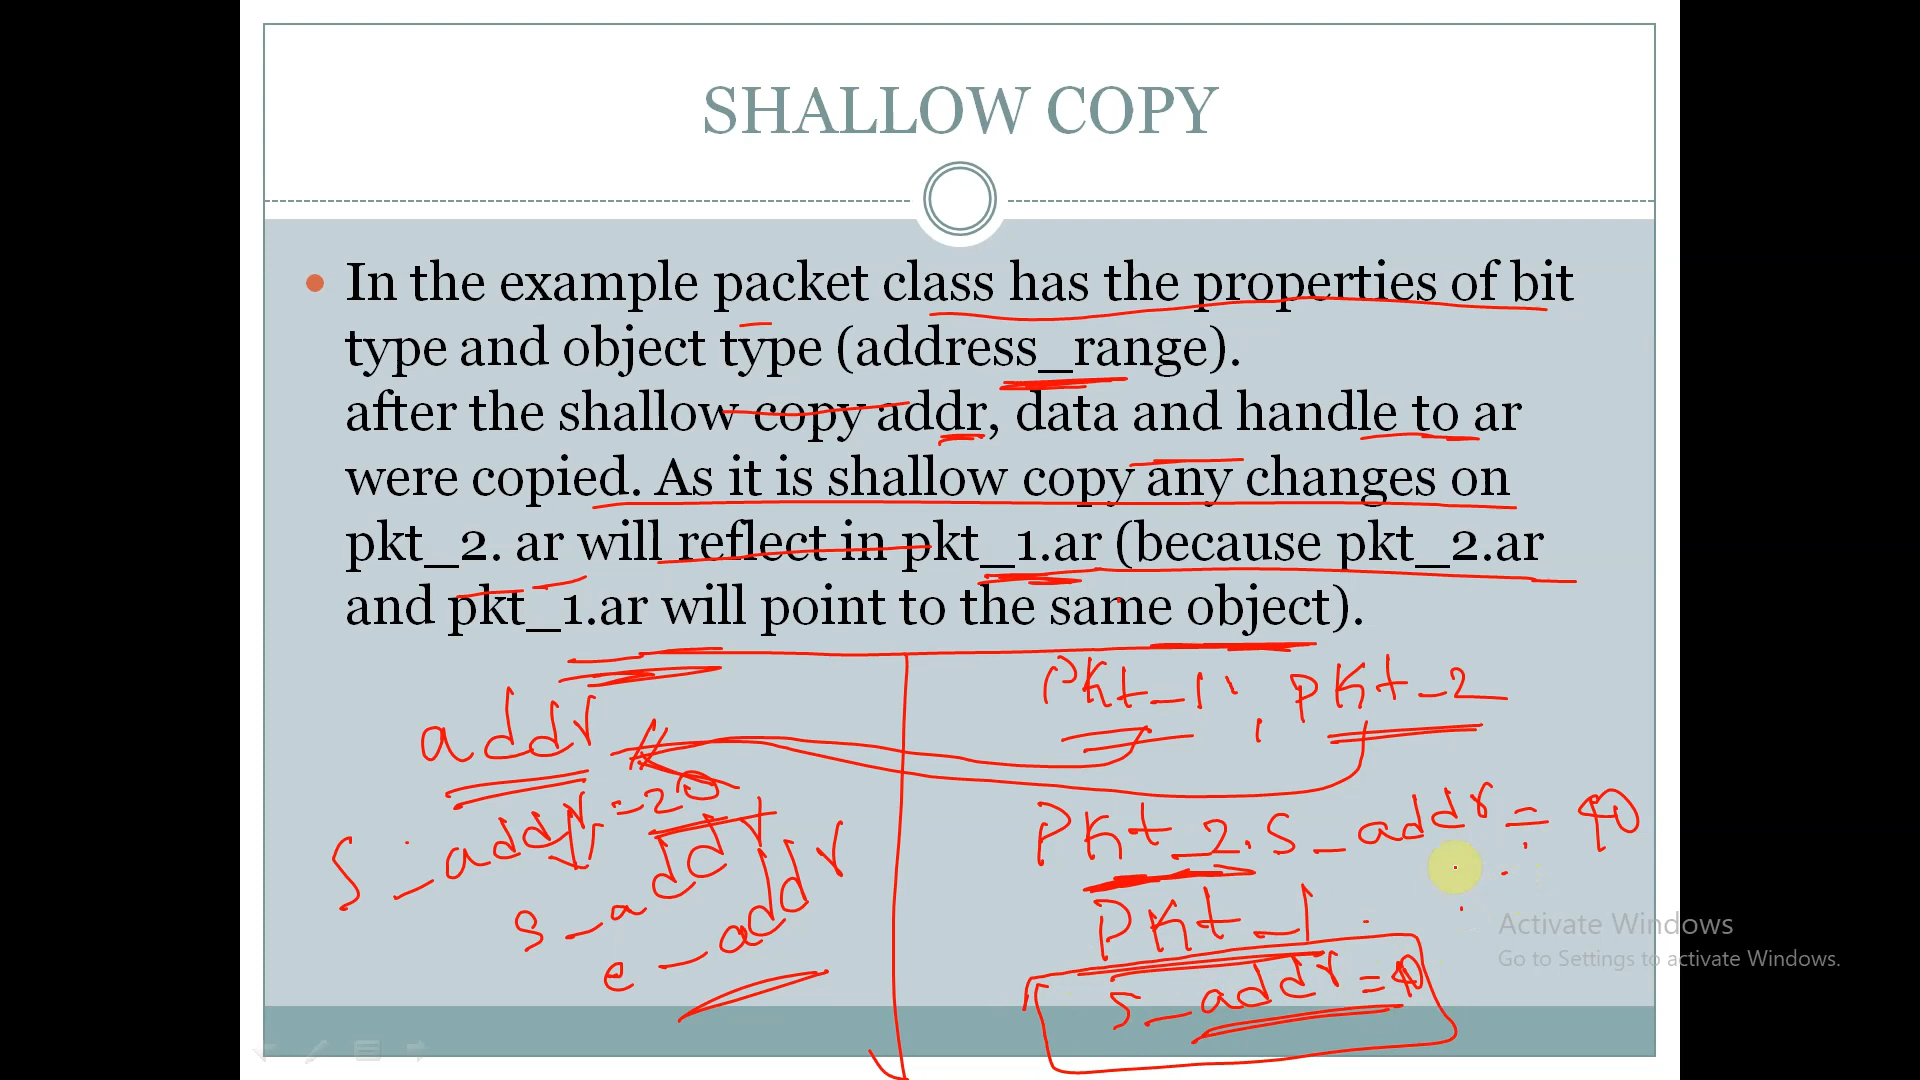 SHALLOW COPY
In the example packet class has the properties of bit
type and object type (address_range).
after the shallow copy addr, data and handle to ar
were copied. As it is shallow copy any changes on
pkt_2. ar will reflect in pkt_1.ar (because pkt_2.ar
and pkt_1.ar will point to the same object).
addr
s_addr = 20
s_addr
e_addr
PKt_1 , PKt_2
PKt_2.s_addr = 40
PKt_1
s_addr = 40
Activate Windows
Go to Settings to activate Windows.